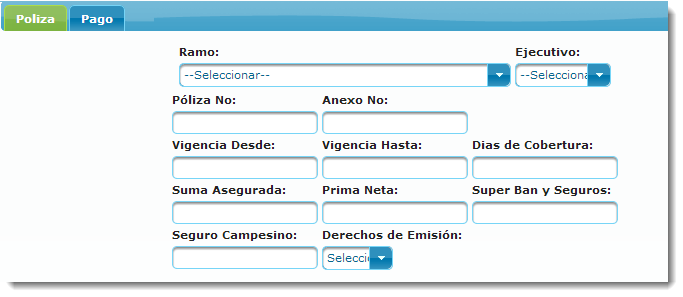 Poliza Pago
Ramo: Ejecutivo:
--Seleccionar-- --Selecciona
Póliza No: Anexo No:
Vigencia Desde: Vigencia Hasta: Dias de Cobertura:
Suma Asegurada: Prima Neta: Super Ban y Seguros:
Seguro Campesino: Derechos de Emisión:
Selecci